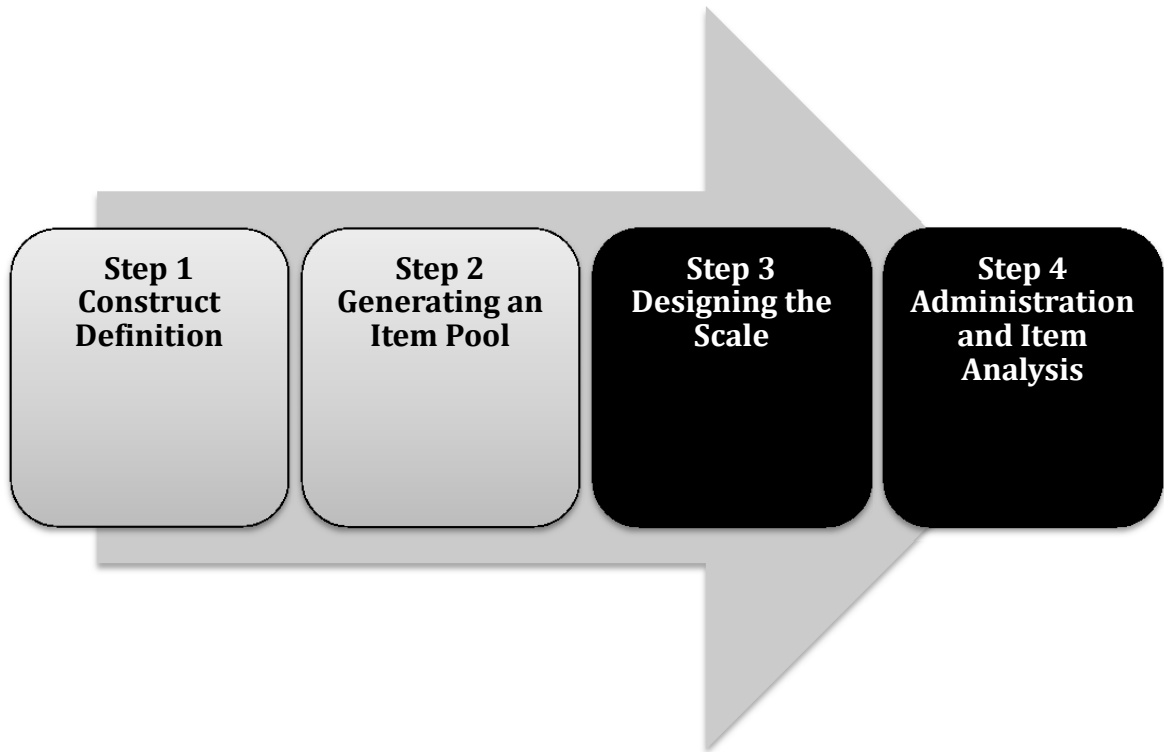 Step 1
Construct
Definition
Step 2
Generating an
Item Pool
Step 3
Designing the
Scale
Step 4
Administration
and Item
Analysis